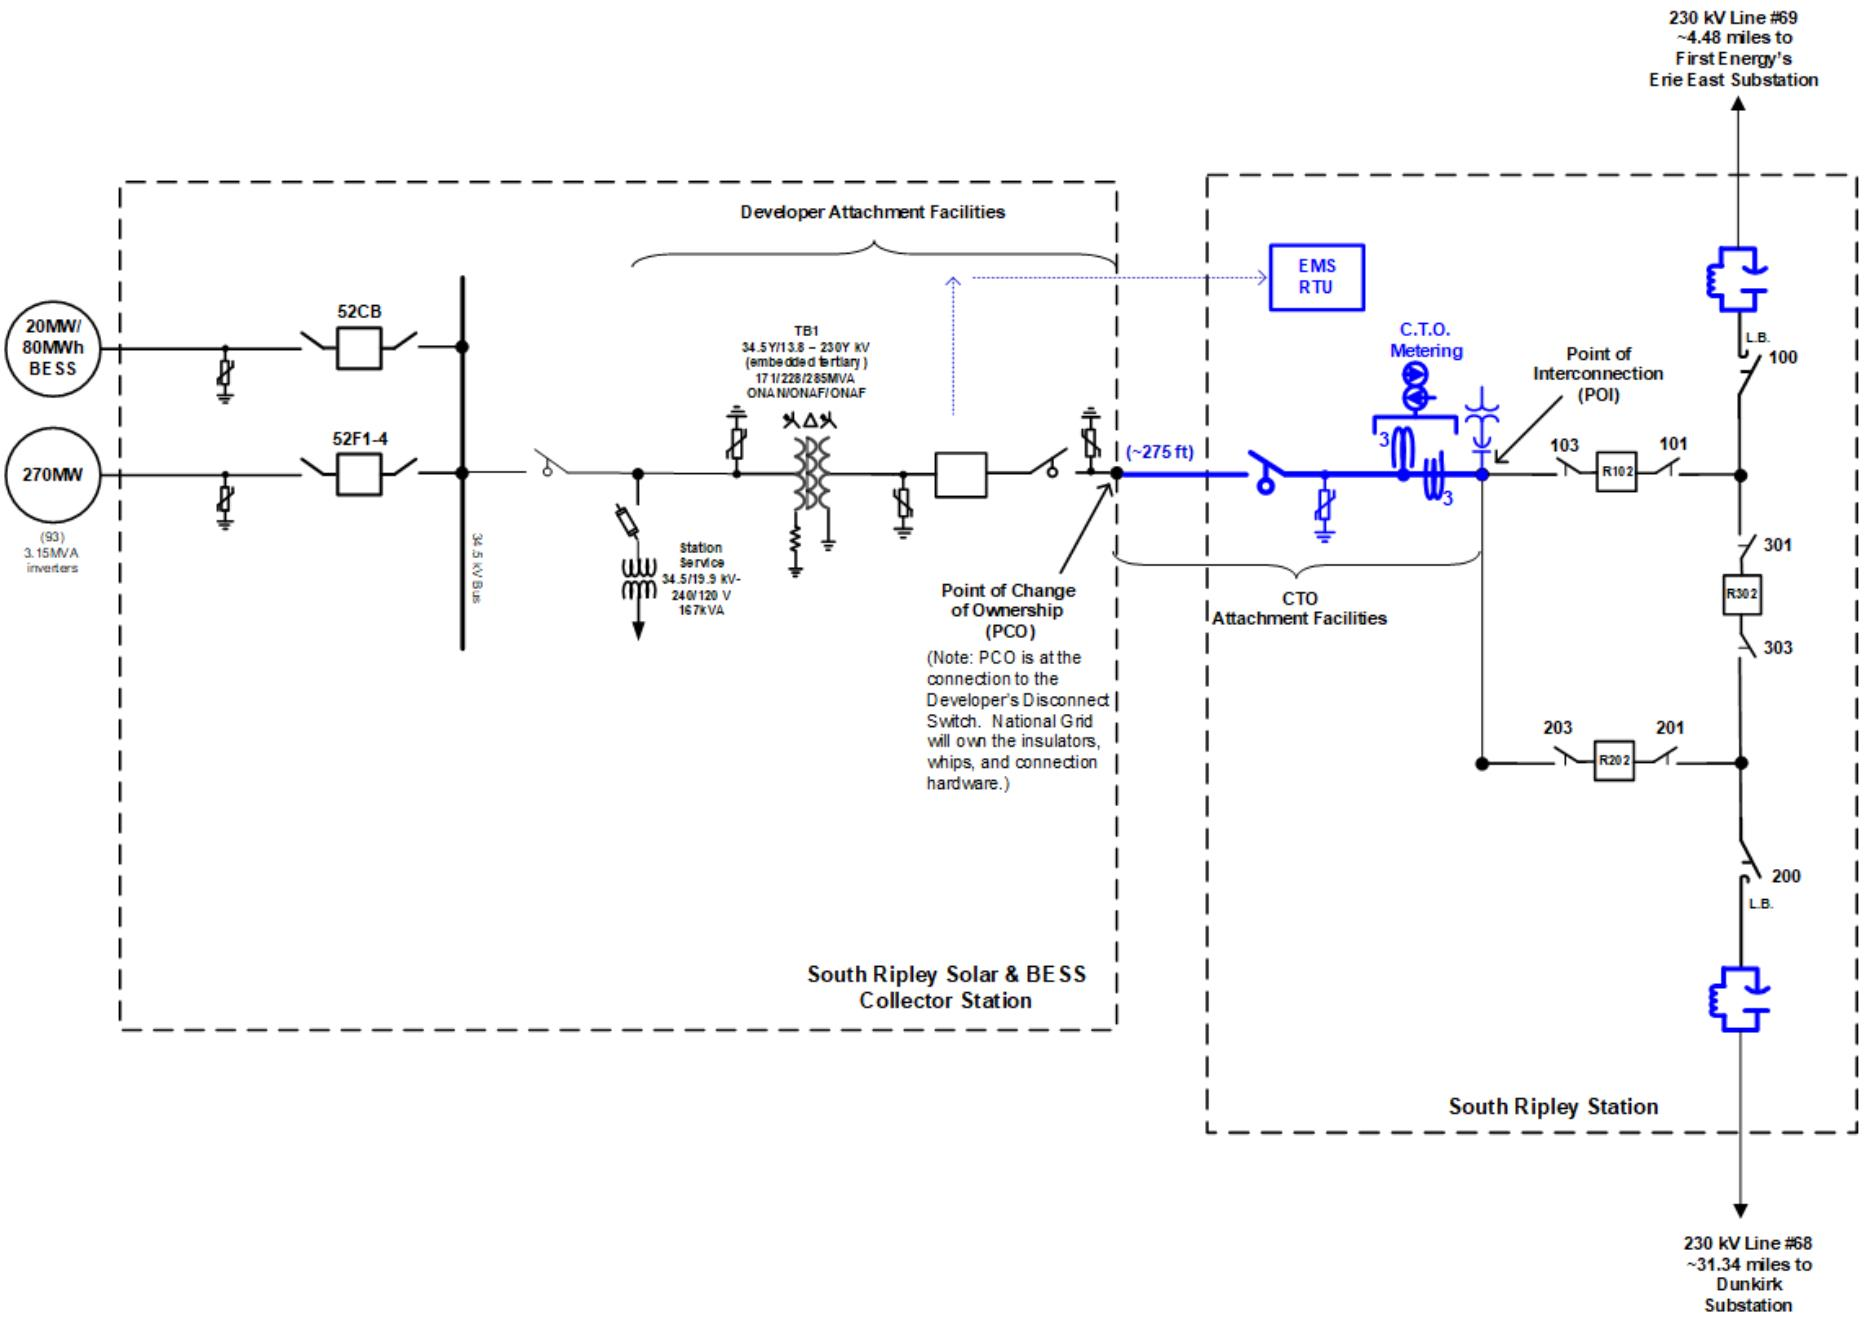 230 kV Line #69
~4.48 miles to
First Energy's
Erie East Substation
Developer Attachment Facilities
EMS
RTU
20MW/
80MWh
BESS
52CB
TB1
34.5Y/13.8 – 230Y kV
(embedded tertiary)
171/228/285MVA
ONAN/ONAF/ONAF
C.T.O.
Metering
Point of
Interconnection
(POI)
L.B.
100
270MW
(93)
3.15MVA
inverters
52F1-4
34.5 kV Bus
(~275 ft)
3
3
103
R102
101
Station
Service
34.5/19.9 kV-
240/120 V
167kVA
Point of Change
of Ownership
(PCO)
(Note: PCO is at the
connection to the
Developer's Disconnect
Switch. National Grid
will own the insulators,
whips, and connection
hardware.)
CTO
Attachment Facilities
301
R302
303
203
R202
201
200
L.B.
South Ripley Solar & BESS
Collector Station
South Ripley Station
230 kV Line #68
~31.34 miles to
Dunkirk
Substation